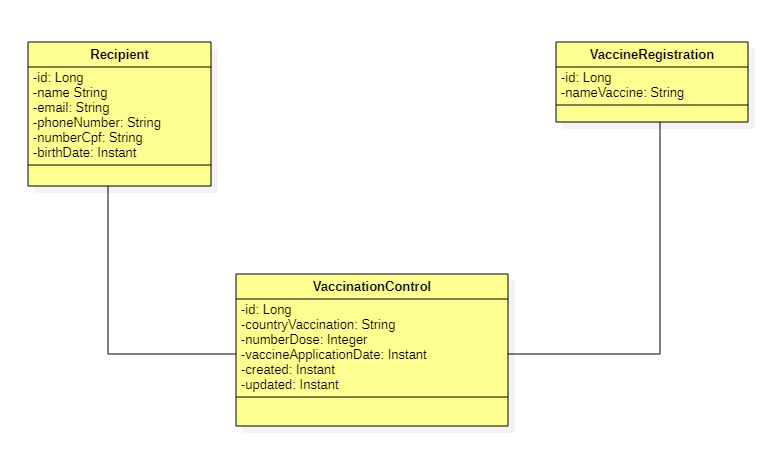 Recipient
-id: Long
-name String
-email: String
-phoneNumber: String
-numberCpf: String
-birthDate: Instant
VaccineRegistration
-id: Long
-nameVaccine: String
VaccinationControl
-id: Long
-countryVaccination: String
-numberDose: Integer
-vaccineApplicationDate: Instant
-created: Instant
-updated: Instant